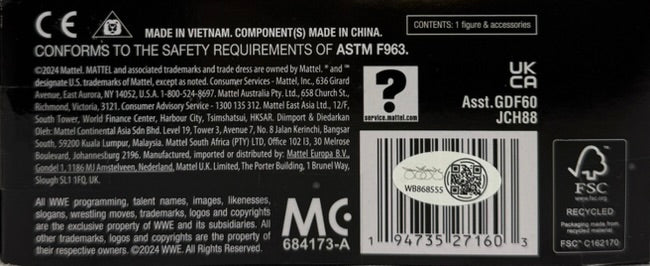 CE
MADE IN VIETNAM. COMPONENT(S) MADE IN CHINA.
CONFORMS TO THE SAFETY REQUIREMENTS OF ASTM F963.
©2024 Mattel. MATTEL and associated trademarks and trade dress are owned by Mattel. ® and ™
designate U.S. trademarks of Mattel, except as noted. Consumer Services - Mattel, Inc., 636 Girard
Avenue, East Aurora, NY 14052, U.S.A. 1-800-524-8697. Mattel Australia Pty. Ltd., 658 Church St.,
Richmond, Victoria, 3121. Consumer Advisory Service - 1300 135 312. Mattel East Asia Ltd., 12/F,
South Tower, World Finance Center, Harbour City, Tsimshatsui, HKSAR. Diimport & Diedarkan
Oleh: Mattel Continental Asia Sdn Bhd. Level 19, Tower 3, Avenue 7, No. 8 Jalan Kerinchi, Bangsar
South, 59200 Kuala Lumpur, Malaysia. Mattel South Africa (PTY) LTD, Office 102 I3, 30 Melrose
Boulevard, Johannesburg 2196. Manufactured, imported or distributed by: Mattel Europa B.V.,
Gondel 1, 1186 MJ Amstelveen, Nederland. Mattel U.K. Limited, The Porter Building, 1 Brunel Way,
Slough SL1 1FQ, UK.
All WWE programming, talent names, images, likenesses,
slogans, wrestling moves, trademarks, logos and copyrights
are the exclusive property of WWE and its subsidiaries. All
other trademarks, logos and copyrights are the property of
their respective owners. ©2024 WWE. All Rights Reserved.
MC
684173-A
CONTENTS: 1 figure & accessories
?
service.mattel.com
UK
CA
Asst.GDF60
JCH88
WB868555
1 94735 27160 3
FSC
www.fsc.org
RECYCLED
Packaging made from
recycled material
FSC™ C162170